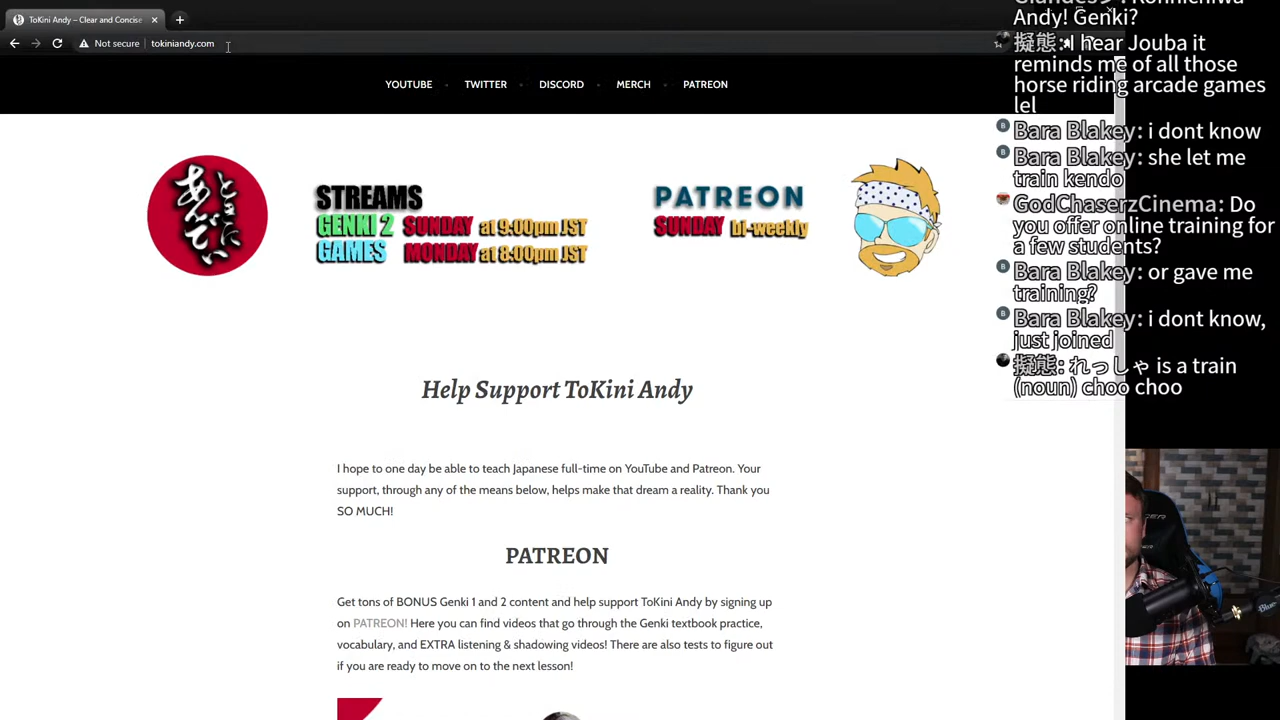 ToKini Andy – Clear and Concise
Not secure
tokiniandy.com
YOUTUBE
TWITTER
DISCORD
MERCH
PATREON
ときに
あんでぃ
STREAMS
GENKI 2 SUNDAY at 9:00pm JST
GAMES MONDAY at 8:00pm JST
PATREON
SUNDAY bi-weekly
Help Support ToKini Andy
I hope to one day be able to teach Japanese full-time on YouTube and Patreon. Your
support, through any of the means below, helps make that dream a reality. Thank you
SO MUCH!
PATREON
Get tons of BONUS Genki 1 and 2 content and help support ToKini Andy by signing up
on PATREON! Here you can find videos that go through the Genki textbook practice,
vocabulary, and EXTRA listening & shadowing videos! There are also tests to figure out
if you are ready to move on to the next lesson!
Andy! Genki?
擬態: I hear Jouba it
reminds me of all those
horse riding arcade games
lel
Bara Blakey: i dont know
Bara Blakey: she let me
train kendo
GodChaserzCinema: Do
you offer online training for
a few students?
Bara Blakey: or gave me
training?
Bara Blakey: i dont know,
just joined
擬態: れっしゃ is a train
(noun) choo choo